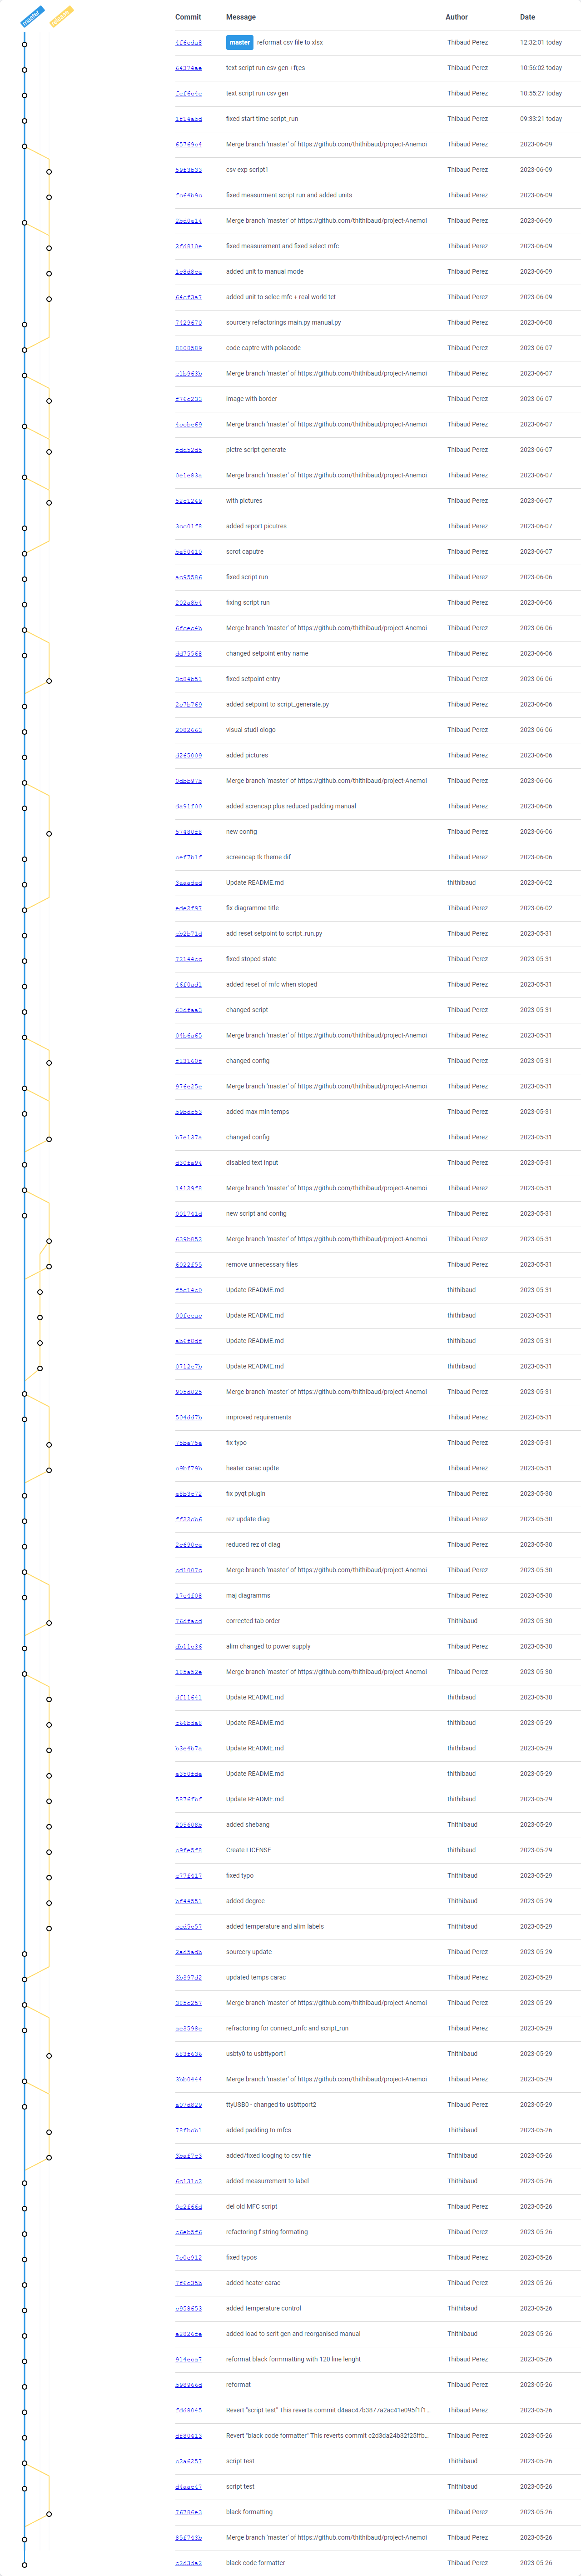 master
Commit Message Author Date
4f6cda8 master reformat csv file to xlsx Thibaud Perez 12:32:01 today
64374ae text script run csv gen +fi;es Thibaud Perez 10:56:02 today
fef6c4e text script run csv gen Thibaud Perez 10:55:27 today
1f14abd fixed start time script_run Thibaud Perez 09:33:21 today
65769c4 Merge branch 'master' of https://github.com/thithibaud/project-Anemoi Thibaud Perez 2023-06-09
59f3b33 csv exp script1 Thibaud Perez 2023-06-09
fc64b9c fixed measurment script run and added units Thibaud Perez 2023-06-09
2bd0e14 Merge branch 'master' of https://github.com/thithibaud/project-Anemoi Thibaud Perez 2023-06-09
2fd810e fixed measurement and fixed select mfc Thibaud Perez 2023-06-09
1c8d8ce added unit to manual mode Thibaud Perez 2023-06-09
64cf3a7 added unit to selec mfc + real world tet Thibaud Perez 2023-06-09
7429670 sourcery refactorings main.py manual.py Thibaud Perez 2023-06-08
8808589 code captre with polacode Thibaud Perez 2023-06-07
e1b963b Merge branch 'master' of https://github.com/thithibaud/project-Anemoi Thibaud Perez 2023-06-07
f76c233 image with border Thibaud Perez 2023-06-07
4ccbe69 Merge branch 'master' of https://github.com/thithibaud/project-Anemoi Thibaud Perez 2023-06-07
fdd52d5 pictre script generate Thibaud Perez 2023-06-07
0e1e83a Merge branch 'master' of https://github.com/thithibaud/project-Anemoi Thibaud Perez 2023-06-07
52c1249 with pictures Thibaud Perez 2023-06-07
3cc01f8 added report picutres Thibaud Perez 2023-06-07
be50410 scrot caputre Thibaud Perez 2023-06-07
ac95586 fixed script run Thibaud Perez 2023-06-06
202a8b4 fixing script run Thibaud Perez 2023-06-06
6fcec4b Merge branch 'master' of https://github.com/thithibaud/project-Anemoi Thibaud Perez 2023-06-06
dd75568 changed setpoint entry name Thibaud Perez 2023-06-06
3c84b51 fixed setpoint entry Thibaud Perez 2023-06-06
2c7b769 added setpoint to script_generate.py Thibaud Perez 2023-06-06
2082663 visual studi ologo Thibaud Perez 2023-06-06
d265009 added pictures Thibaud Perez 2023-06-06
0dbb97b Merge branch 'master' of https://github.com/thithibaud/project-Anemoi Thibaud Perez 2023-06-06
da91f00 added screncap plus reduced padding manual Thibaud Perez 2023-06-06
57480f8 new config Thibaud Perez 2023-06-06
cef7b1f screencap tk theme dif Thibaud Perez 2023-06-06
3aaaded Update README.md thithibaud 2023-06-02
ede2f97 fix diagramme title Thibaud Perez 2023-06-02
eb2b71d add reset setpoint to script_run.py Thibaud Perez 2023-05-31
72144cc fixed stoped state Thibaud Perez 2023-05-31
46f0ad1 added reset of mfc when stoped Thibaud Perez 2023-05-31
63dfaa3 changed script Thibaud Perez 2023-05-31
04b6a65 Merge branch 'master' of https://github.com/thithibaud/project-Anemoi Thibaud Perez 2023-05-31
f13160f changed config Thibaud Perez 2023-05-31
976e25e Merge branch 'master' of https://github.com/thithibaud/project-Anemoi Thibaud Perez 2023-05-31
b9bdc53 added max min temps Thibaud Perez 2023-05-31
b7e137a changed config Thibaud Perez 2023-05-31
d30fa94 disabled text input Thibaud Perez 2023-05-31
14129f8 Merge branch 'master' of https://github.com/thithibaud/project-Anemoi Thibaud Perez 2023-05-31
001741d new script and config Thibaud Perez 2023-05-31
639b852 Merge branch 'master' of https://github.com/thithibaud/project-Anemoi Thibaud Perez 2023-05-31
6022f55 remove unnecessary files Thibaud Perez 2023-05-31
f5c14c0 Update README.md thithibaud 2023-05-31
00feeac Update README.md thithibaud 2023-05-31
ab6f8df Update README.md thithibaud 2023-05-31
0712e7b Update README.md thithibaud 2023-05-31
905d025 Merge branch 'master' of https://github.com/thithibaud/project-Anemoi Thibaud Perez 2023-05-31
504dd7b improved requirements Thibaud Perez 2023-05-31
75ba75e fix typo Thibaud Perez 2023-05-31
c9bf79b heater carac updte Thibaud Perez 2023-05-31
e8b3c72 fix pyqt plugin Thibaud Perez 2023-05-30
ff22cb6 rez update diag Thibaud Perez 2023-05-30
2c690ce reduced rez of diag Thibaud Perez 2023-05-30
cd1007c Merge branch 'master' of https://github.com/thithibaud/project-Anemoi Thibaud Perez 2023-05-30
17e4f08 maj diagramms Thibaud Perez 2023-05-30
76dfacd corrected tab order Thithibaud 2023-05-30
db11c36 alim changed to power supply Thibaud Perez 2023-05-30
185a52e Merge branch 'master' of https://github.com/thithibaud/project-Anemoi Thibaud Perez 2023-05-30
df11641 Update README.md thithibaud 2023-05-30
c66bda8 Update README.md thithibaud 2023-05-29
b3e4b7a Update README.md thithibaud 2023-05-29
e350fde Update README.md thithibaud 2023-05-29
5876fbf Update README.md thithibaud 2023-05-29
205608b added shebang Thithibaud 2023-05-29
c9fe5f8 Create LICENSE thithibaud 2023-05-29
e77f417 fixed typo Thithibaud 2023-05-29
bf44551 added degree Thithibaud 2023-05-29
eed5c57 added temperature and alim labels Thithibaud 2023-05-29
2ad5adb sourcery update Thibaud Perez 2023-05-29
3b397d2 updated temps carac Thibaud Perez 2023-05-29
385c257 Merge branch 'master' of https://github.com/thithibaud/project-Anemoi Thibaud Perez 2023-05-29
ae3598e refractoring for connect_mfc and script_run Thibaud Perez 2023-05-29
683f636 usbty0 to usbttyport1 Thithibaud 2023-05-29
3bb0444 Merge branch 'master' of https://github.com/thithibaud/project-Anemoi Thibaud Perez 2023-05-29
a07d829 ttyUSB0 - changed to usbttport2 Thibaud Perez 2023-05-29
78fbcb1 added padding to mfcs Thithibaud 2023-05-26
3baf7c3 added/fixed looging to csv file Thithibaud 2023-05-26
6c131c2 added measurrement to label Thithibaud 2023-05-26
0e2f66d del old MFC script Thibaud Perez 2023-05-26
c6eb5f6 refactoring f string formating Thibaud Perez 2023-05-26
7c0e912 fixed typos Thibaud Perez 2023-05-26
7f6c35b added heater carac Thibaud Perez 2023-05-26
c958653 added temperature control Thithibaud 2023-05-26
e2826fe added load to scrit gen and reorganised manual Thithibaud 2023-05-26
914eca7 reformat black formmatting with 120 line lenght Thibaud Perez 2023-05-26
b98966d reformat Thibaud Perez 2023-05-26
fdd8045 Revert "script test" This reverts commit d4aac47b3877a2ac41e095f1f1... Thibaud Perez 2023-05-26
df80413 Revert "black code formatter" This reverts commit c2d3da24b32f25ffb... Thibaud Perez 2023-05-26
c2a6257 script test Thithibaud 2023-05-26
d4aac47 script test Thithibaud 2023-05-26
76786e3 black formatting Thibaud Perez 2023-05-26
85f743b Merge branch 'master' of https://github.com/thithibaud/project-Anemoi Thibaud Perez 2023-05-26
c2d3da2 black code formatter Thibaud Perez 2023-05-26